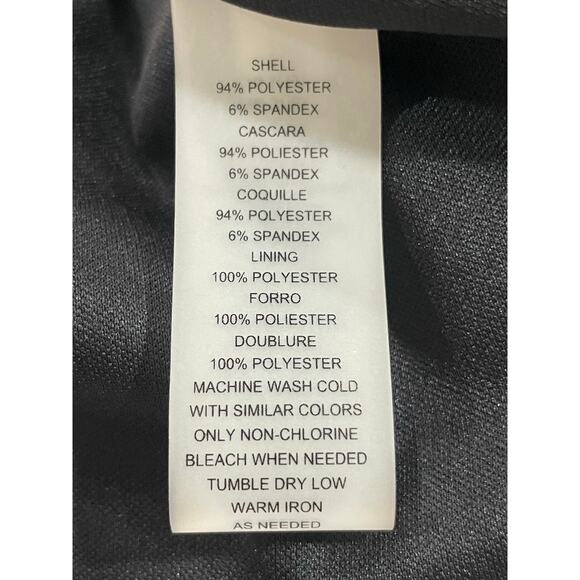 SHELL
94% POLYESTER
6% SPANDEX
CASCARA
94% POLIESTER
6% SPANDEX
COQUILLE
94% POLYESTER
6% SPANDEX
LINING
100% POLYESTER
FORRO
100% POLIESTER
DOUBLURE
100% POLYESTER
MACHINE WASH COLD
WITH SIMILAR COLORS
ONLY NON-CHLORINE
BLEACH WHEN NEEDED
TUMBLE DRY LOW
WARM IRON
AS NEEDED